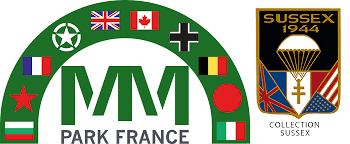 MM
PARK FRANCE
SUSSEX
1944
COLLECTION
SUSSEX